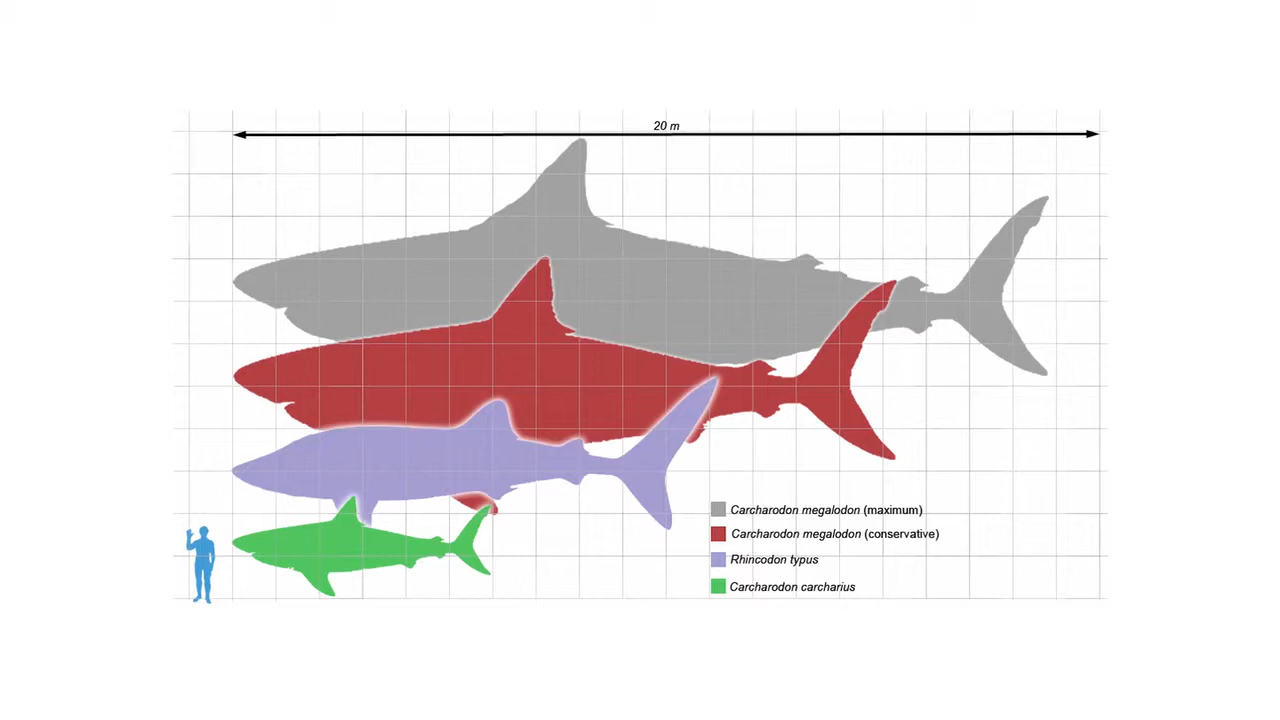 20 m
Carcharodon megalodon (maximum)
Carcharodon megalodon (conservative)
Rhincodon typus
Carcharodon carcharius